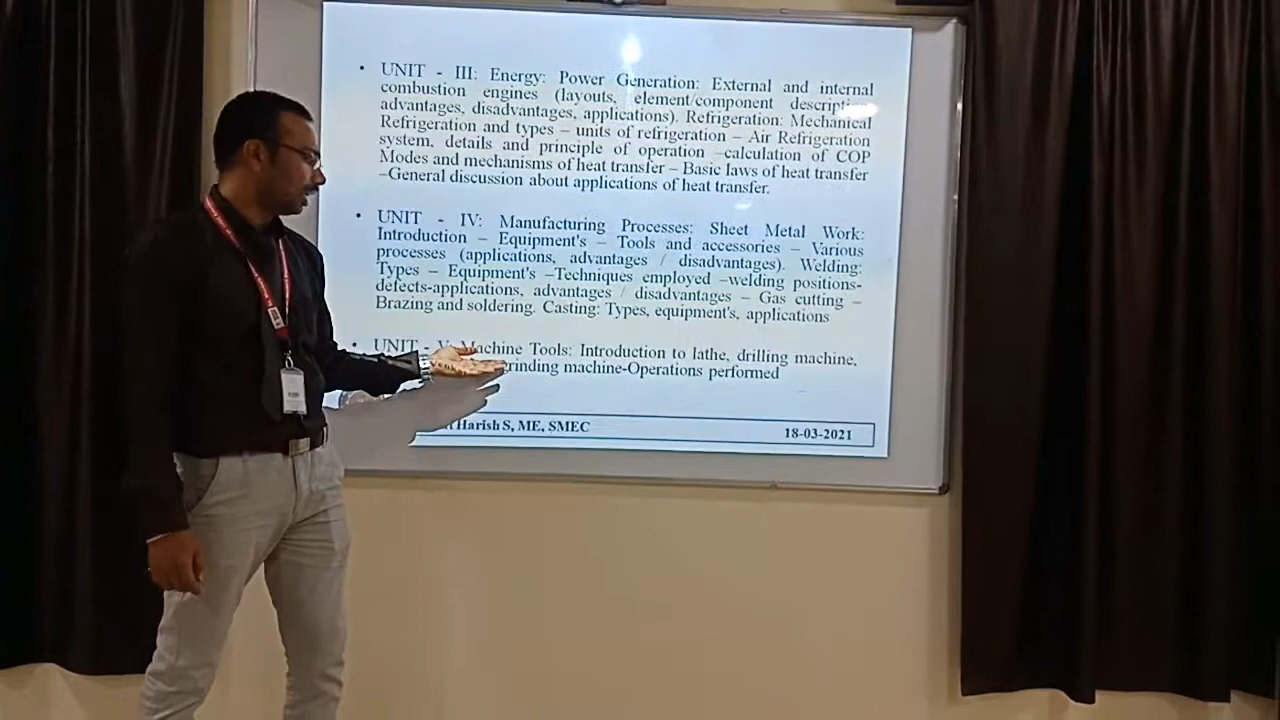 • UNIT - III: Energy: Power Generation: External and internal
combustion engines (layouts, element/component description,
advantages, disadvantages, applications). Refrigeration: Mechanical
Refrigeration and types – units of refrigeration – Air Refrigeration
system, details and principle of operation –calculation of COP
Modes and mechanisms of heat transfer – Basic laws of heat transfer
–General discussion about applications of heat transfer.
• UNIT - IV: Manufacturing Processes: Sheet Metal Work:
Introduction – Equipment's – Tools and accessories – Various
processes (applications, advantages / disadvantages). Welding:
Types – Equipment's –Techniques employed –welding positions-
defects-applications, advantages / disadvantages – Gas cutting –
Brazing and soldering. Casting: Types, equipment's, applications
• UNIT - V: Machine Tools: Introduction to lathe, drilling machine,
grinding machine-Operations performed
Harish S, ME, SMEC
18-03-2021